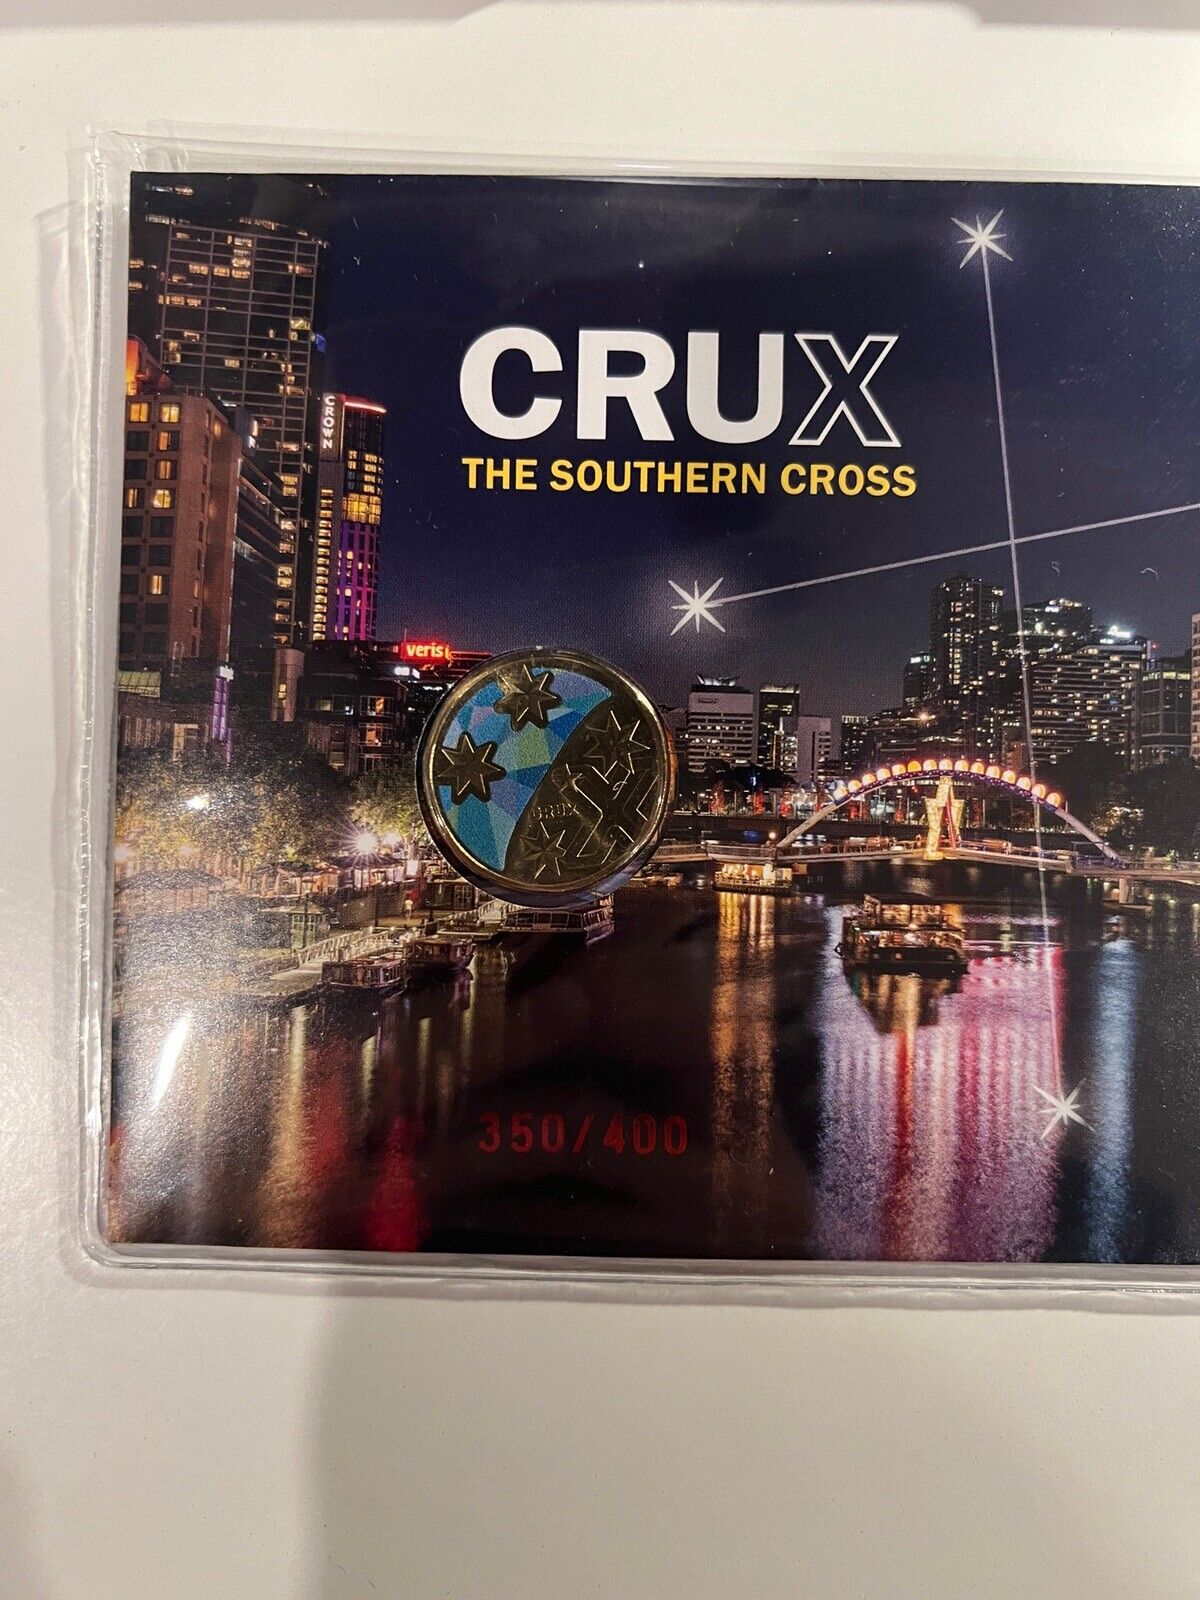 CRUX
THE SOUTHERN CROSS
CROWN
veris
CRUX
350/400